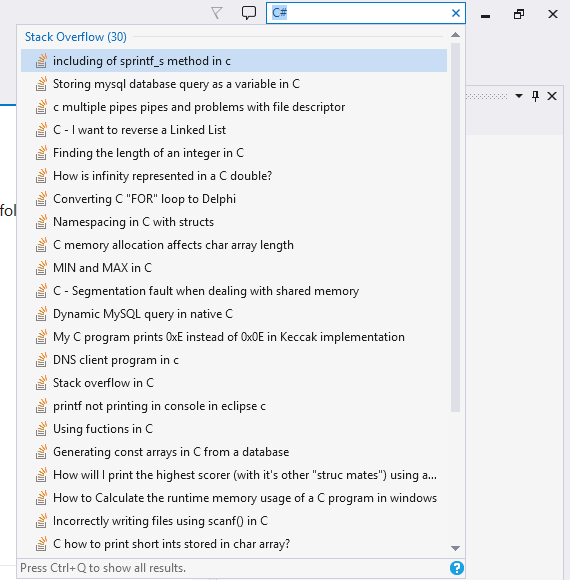 C#
Stack Overflow (30)
including of sprintf_s method in c
Storing mysql database query as a variable in C
c multiple pipes pipes and problems with file descriptor
C - I want to reverse a Linked List
Finding the length of an integer in C
How is infinity represented in a C double?
Converting C "FOR" loop to Delphi
fol
Namespacing in C with structs
C memory allocation affects char array length
MIN and MAX in C
C - Segmentation fault when dealing with shared memory
Dynamic MySQL query in native C
My C program prints 0xE instead of 0x0E in Keccak implementation
DNS client program in c
Stack overflow in C
printf not printing in console in eclipse c
Using fuctions in C
Generating const arrays in C from a database
How will I print the highest scorer (with it's other "struc mates") using a...
How to Calculate the runtime memory usage of a C program in windows
Incorrectly writing files using scanf() in C
C how to print short ints stored in char array?
Press Ctrl+Q to show all results.